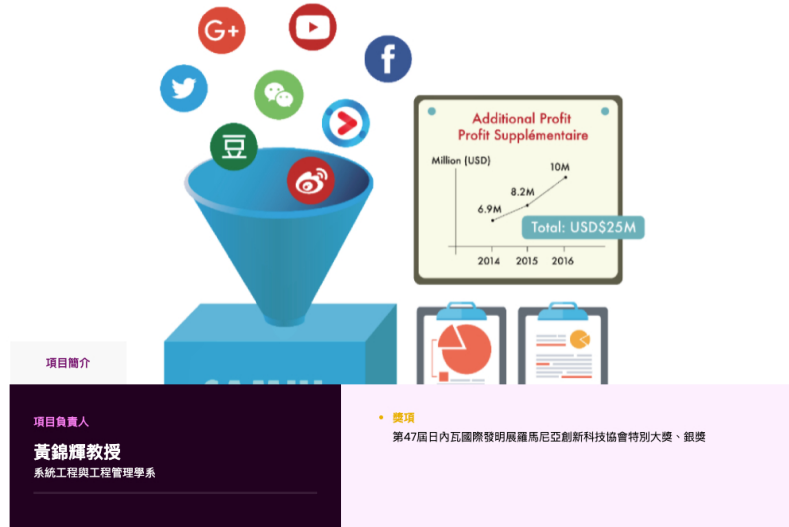 G+
f
豆
Additional Profit
Profit Supplémentaire
Million (USD)
10M
8.2M
6.9M
Total: USD$25M
2014 2015 2016
項目簡介
項目負責人
黃錦輝教授
系統工程與工程管理學系
獎項
第47屆日內瓦國際發明展羅馬尼亞創新科技協會特別大獎、銀獎